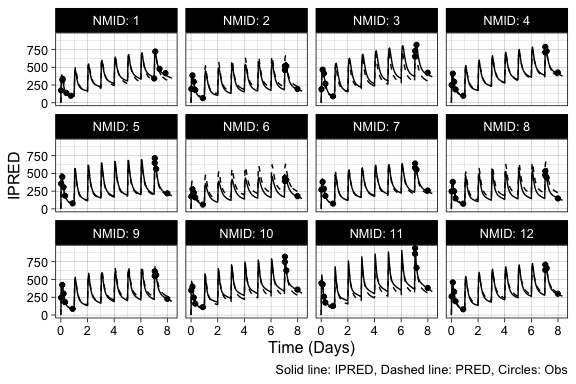 NMID: 1 NMID: 2 NMID: 3 NMID: 4
750
500
250
0
NMID: 5 NMID: 6 NMID: 7 NMID: 8
750
500
250
0
IPRED
NMID: 9 NMID: 10 NMID: 11 NMID: 12
750
500
250
0
0 2 4 6 8 0 2 4 6 8 0 2 4 6 8 0 2 4 6 8
Time (Days)
Solid line: IPRED, Dashed line: PRED, Circles: Obs